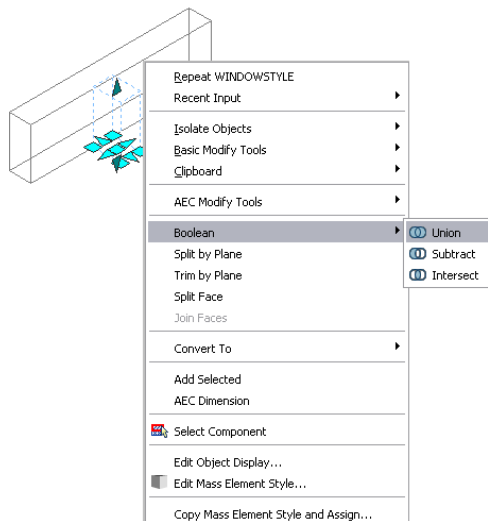 Repeat WINDOWSTYLE
Recent Input
Isolate Objects
Basic Modify Tools
Clipboard
AEC Modify Tools
Boolean
Union
Split by Plane
Subtract
Trim by Plane
Intersect
Split Face
Join Faces
Convert To
Add Selected
AEC Dimension
Select Component
Edit Object Display...
Edit Mass Element Style...
Copy Mass Element Style and Assign...